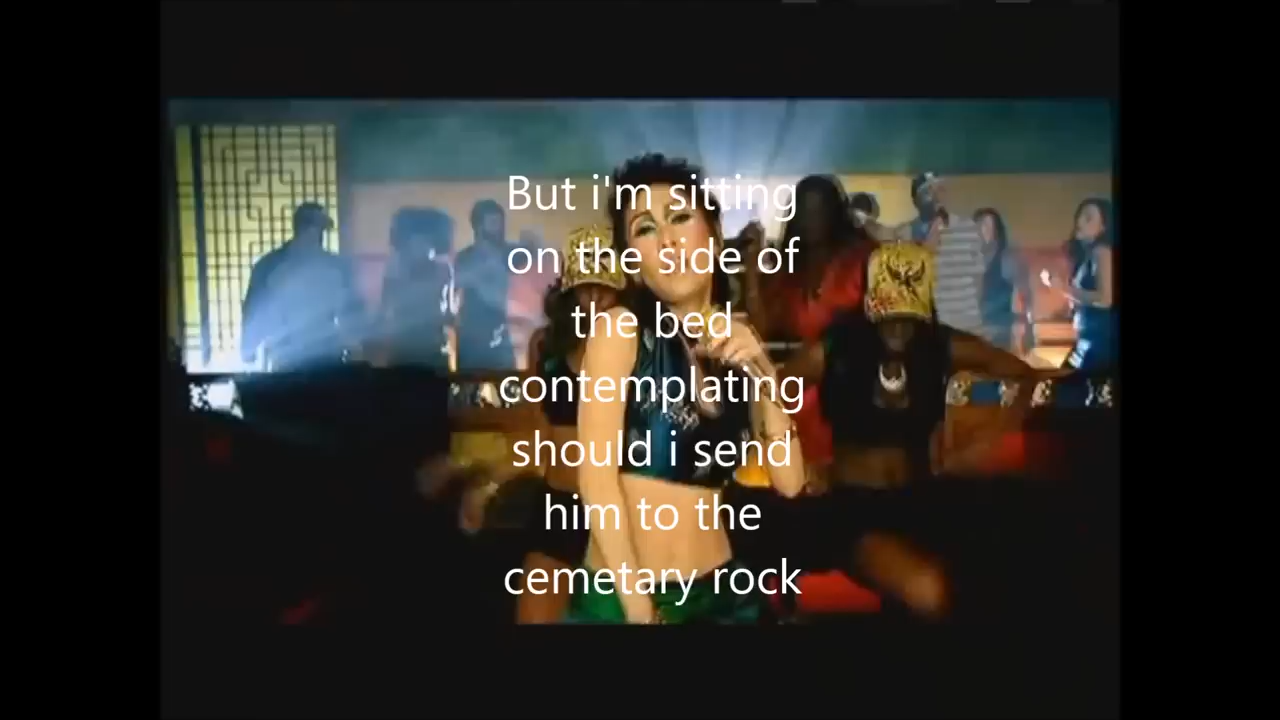 But i'm sitting
on the side of
the bed
contemplating
should i send
him to the
cemetary rock